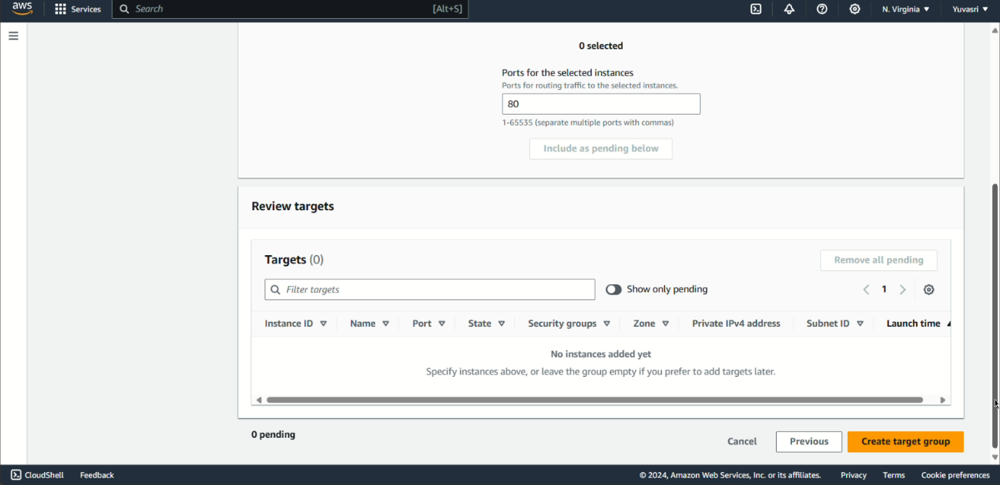 aws Services Search [Alt+S] N. Virginia Yuvasri
0 selected
Ports for the selected instances
Ports for routing traffic to the selected instances.
80
1-65535 (separate multiple ports with commas)
Include as pending below
Review targets
Targets (0) Remove all pending
Filter targets Show only pending 1
Instance ID Name Port State Security groups Zone Private IPv4 address Subnet ID Launch time
No instances added yet
Specify instances above, or leave the group empty if you prefer to add targets later.
0 pending
Cancel Previous Create target group
CloudShell Feedback © 2024, Amazon Web Services, Inc. or its affiliates. Privacy Terms Cookie preferences